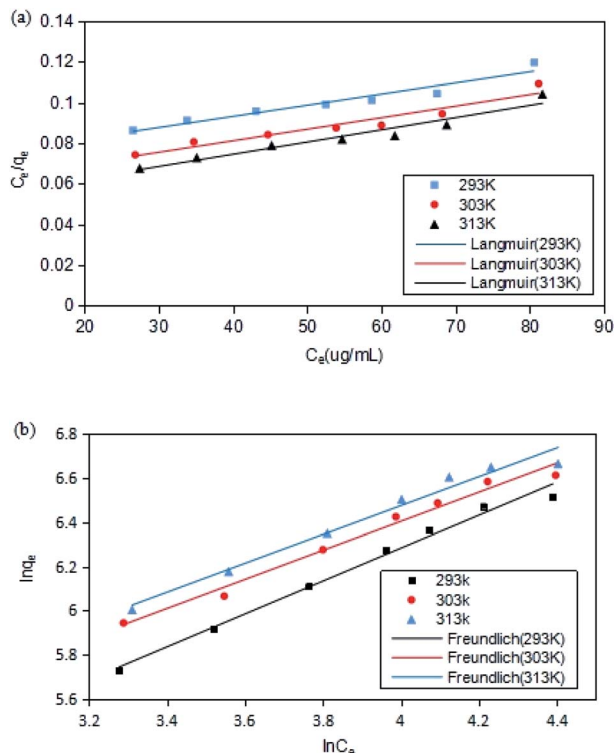 (a)
0.14
0.12
0.1
0.08
0.06
0.04
0.02
0
Ce/qe
293K
303K
313K
Langmuir(293K)
Langmuir(303K)
Langmuir(313K)
20 30 40 50 60 70 80 90
Ce(ug/mL)
(b)
6.8
6.6
6.4
6.2
6
5.8
5.6
lnqe
293k
303k
313k
Freundlich(293K)
Freundlich(303K)
Freundlich(313K)
3.2 3.4 3.6 3.8 4 4.2 4.4
lnCe